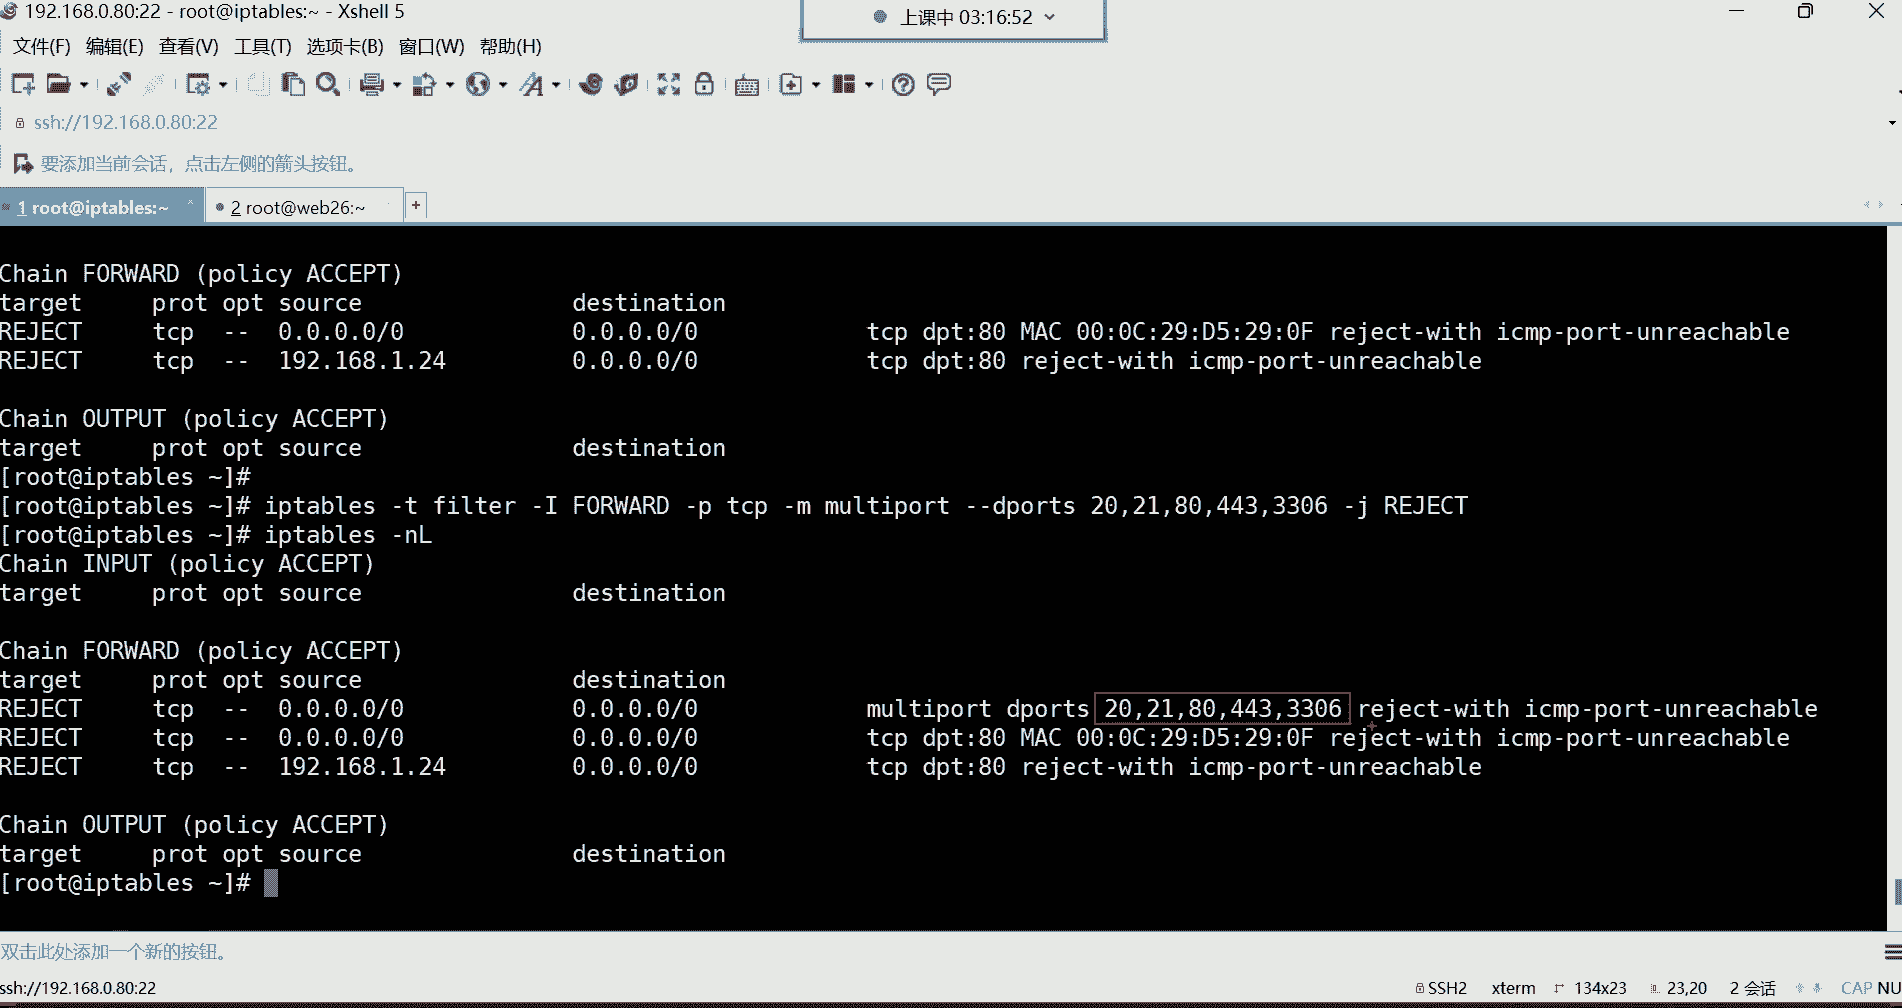 192.168.0.80:22 - root@iptables:~ - Xshell 5
上课中 03:16:52
文件(F) 编辑(E) 查看(V) 工具(T) 选项卡(B) 窗口(W) 帮助(H)
ssh://192.168.0.80:22
要添加当前会话，点击左侧的箭头按钮。
1 root@iptables:~ 2 root@web26:~ +
Chain FORWARD (policy ACCEPT)
target     prot opt source               destination
REJECT     tcp  --  0.0.0.0/0            0.0.0.0/0            tcp dpt:80 MAC 00:0C:29:D5:29:0F reject-with icmp-port-unreachable
REJECT     tcp  --  192.168.1.24         0.0.0.0/0            tcp dpt:80 reject-with icmp-port-unreachable
Chain OUTPUT (policy ACCEPT)
target     prot opt source               destination
[root@iptables ~]#
[root@iptables ~]# iptables -t filter -I FORWARD -p tcp -m multiport --dports 20,21,80,443,3306 -j REJECT
[root@iptables ~]# iptables -nL
Chain INPUT (policy ACCEPT)
target     prot opt source               destination
Chain FORWARD (policy ACCEPT)
target     prot opt source               destination
REJECT     tcp  --  0.0.0.0/0            0.0.0.0/0            multiport dports 20,21,80,443,3306 reject-with icmp-port-unreachable
REJECT     tcp  --  0.0.0.0/0            0.0.0.0/0            tcp dpt:80 MAC 00:0C:29:D5:29:0F reject-with icmp-port-unreachable
REJECT     tcp  --  192.168.1.24         0.0.0.0/0            tcp dpt:80 reject-with icmp-port-unreachable
Chain OUTPUT (policy ACCEPT)
target     prot opt source               destination
[root@iptables ~]#
双击此处添加一个新的按钮。
ssh://192.168.0.80:22 SSH2 xterm 134x23 23,20 2 会话 CAP NU